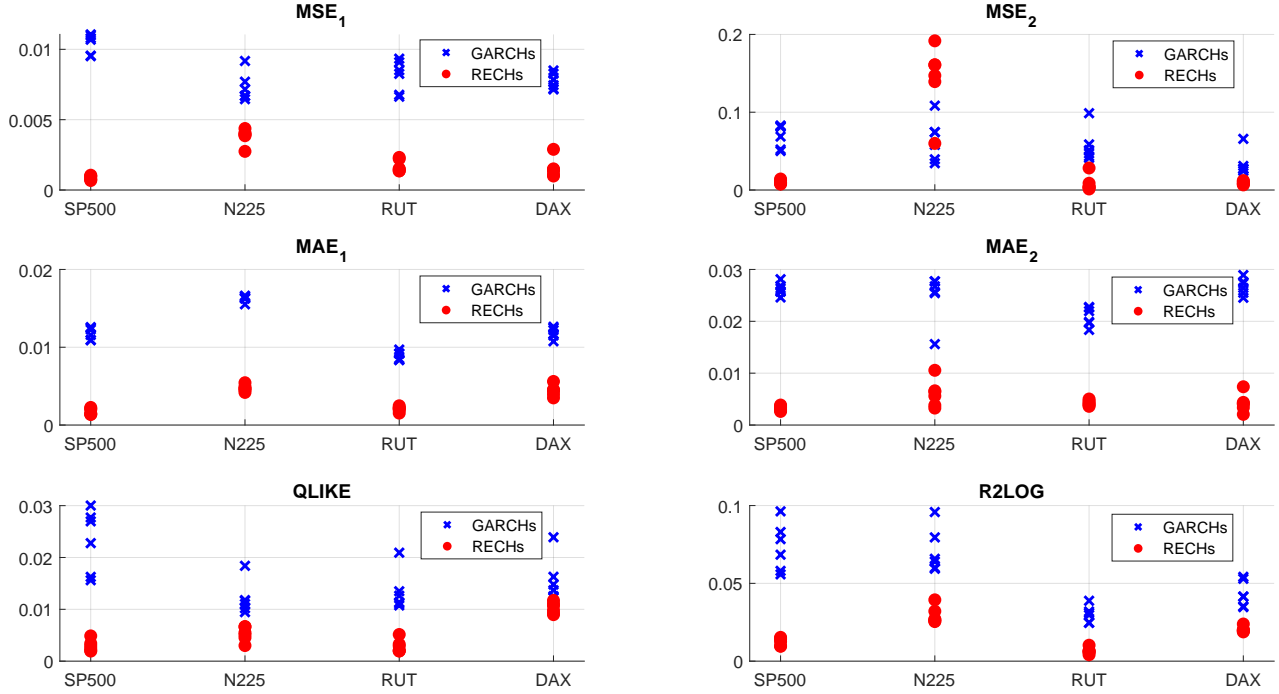 MSE1
0.01
0.005
0
GARCHs
RECHs
SP500 N225 RUT DAX
MSE2
0.2
0.1
0
GARCHs
RECHs
SP500 N225 RUT DAX
MAE1
0.02
0.01
0
GARCHs
RECHs
SP500 N225 RUT DAX
MAE2
0.03
0.02
0.01
0
GARCHs
RECHs
SP500 N225 RUT DAX
QLIKE
0.03
0.02
0.01
0
GARCHs
RECHs
SP500 N225 RUT DAX
R2LOG
0.1
0.05
0
GARCHs
RECHs
SP500 N225 RUT DAX